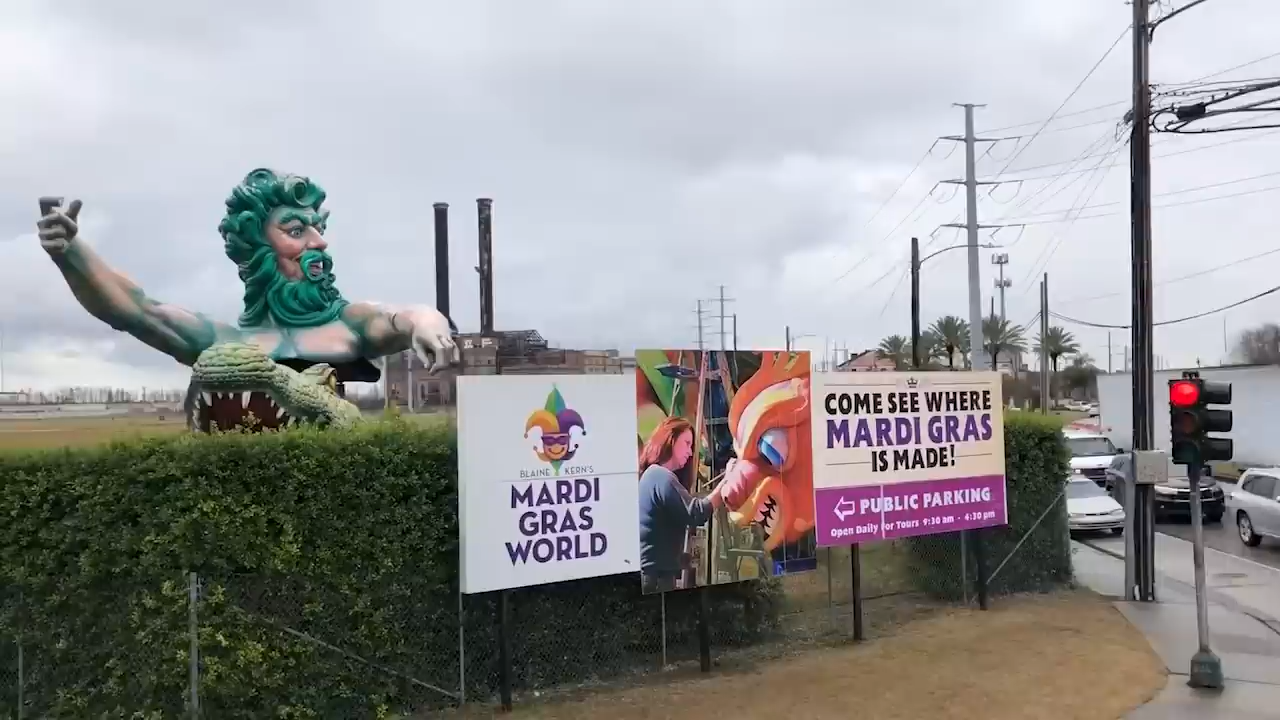 BLAINE KERN'S
MARDI
GRAS
WORLD
COME SEE WHERE
MARDI GRAS
IS MADE!
PUBLIC PARKING
Open Daily for Tours 9:30 am - 4:30 pm